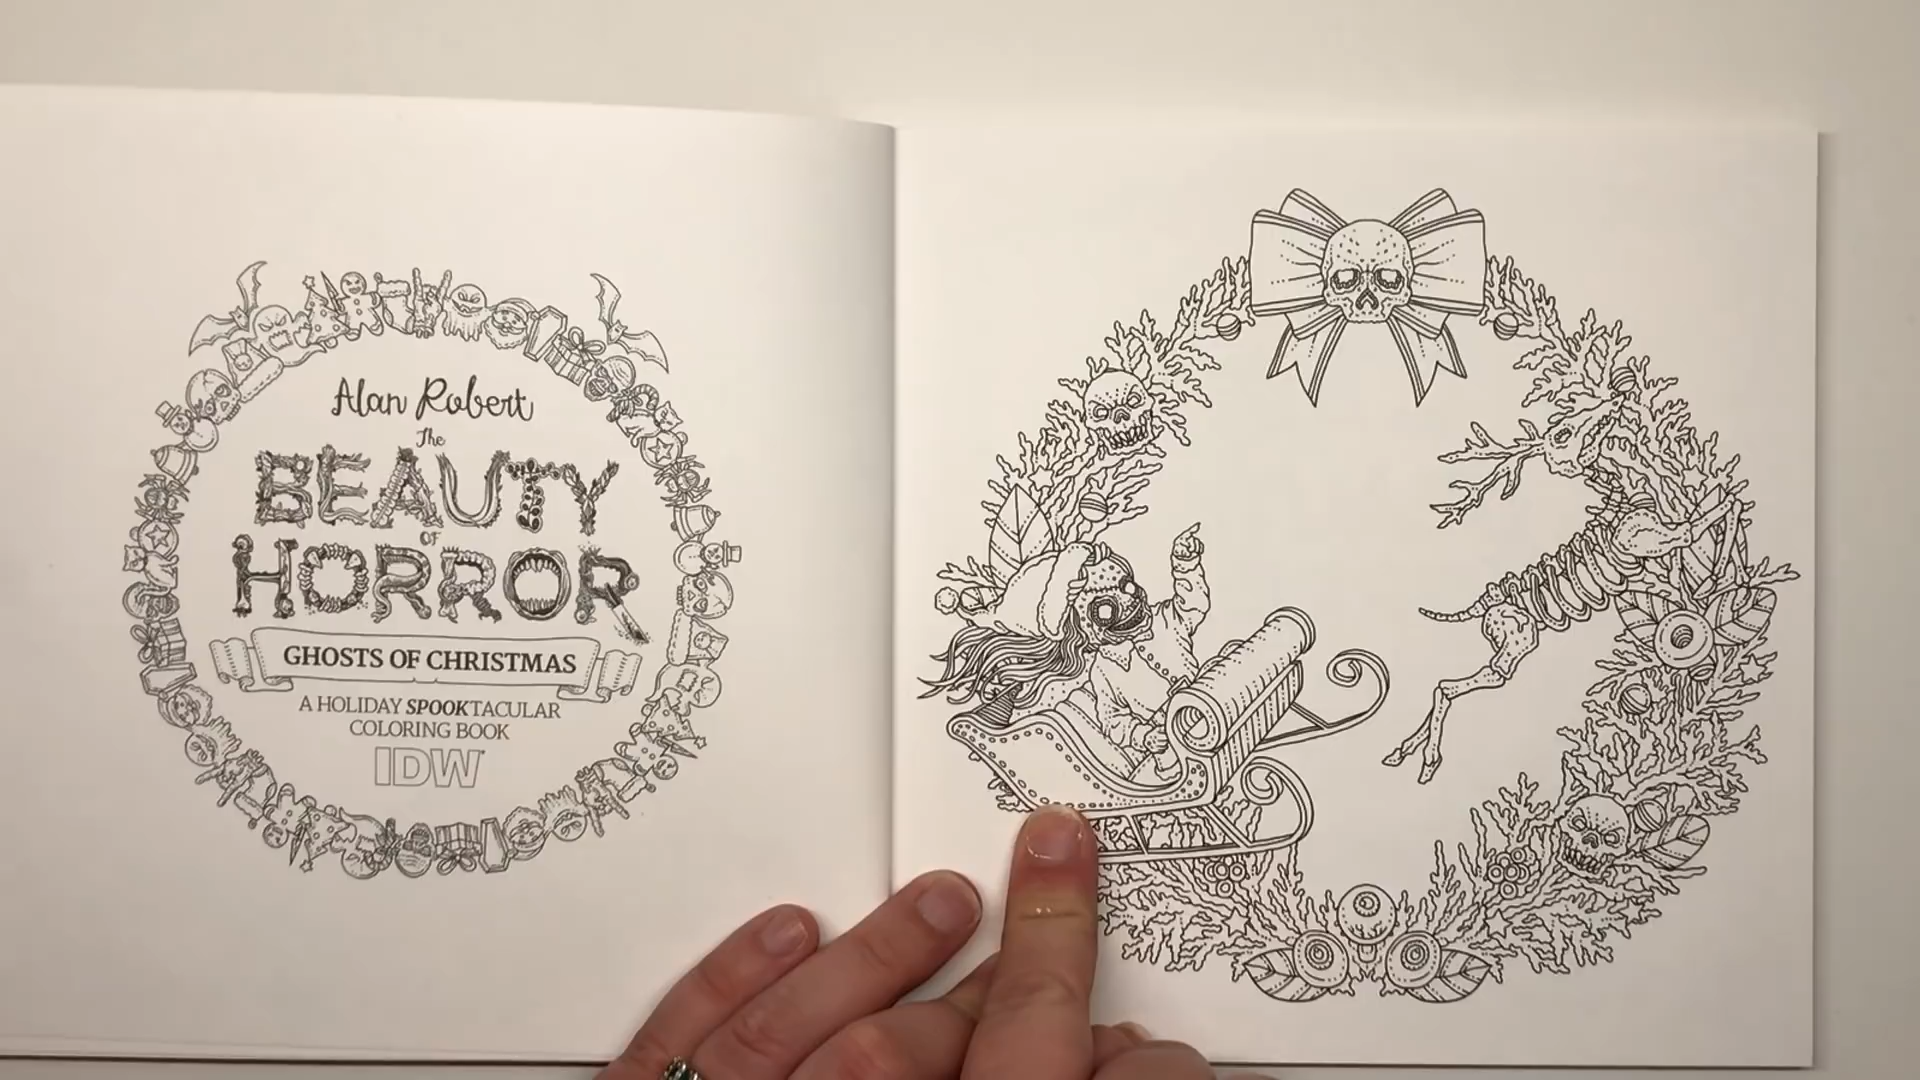 Alan Robert
The
BEAUTY
OF
HORROR
GHOSTS OF CHRISTMAS
A HOLIDAY SPOOKTACULAR
COLORING BOOK
IDW